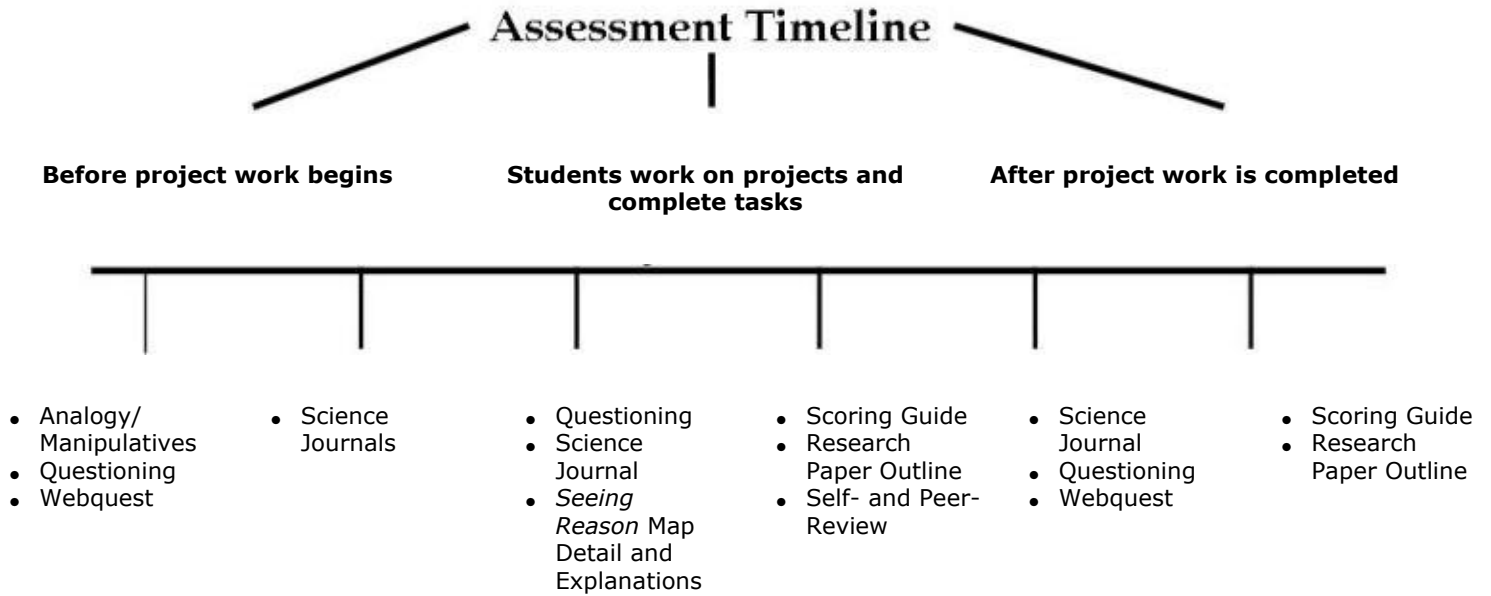 Assessment Timeline
Before project work begins
Students work on projects and
complete tasks
After project work is completed
• Analogy/
Manipulatives
• Questioning
• Webquest
• Science
Journals
• Questioning
• Science
Journal
• Seeing
Reason Map
Detail and
Explanations
• Scoring Guide
• Research
Paper Outline
• Self- and Peer-
Review
• Science
Journal
• Questioning
• Webquest
• Scoring Guide
• Research
Paper Outline